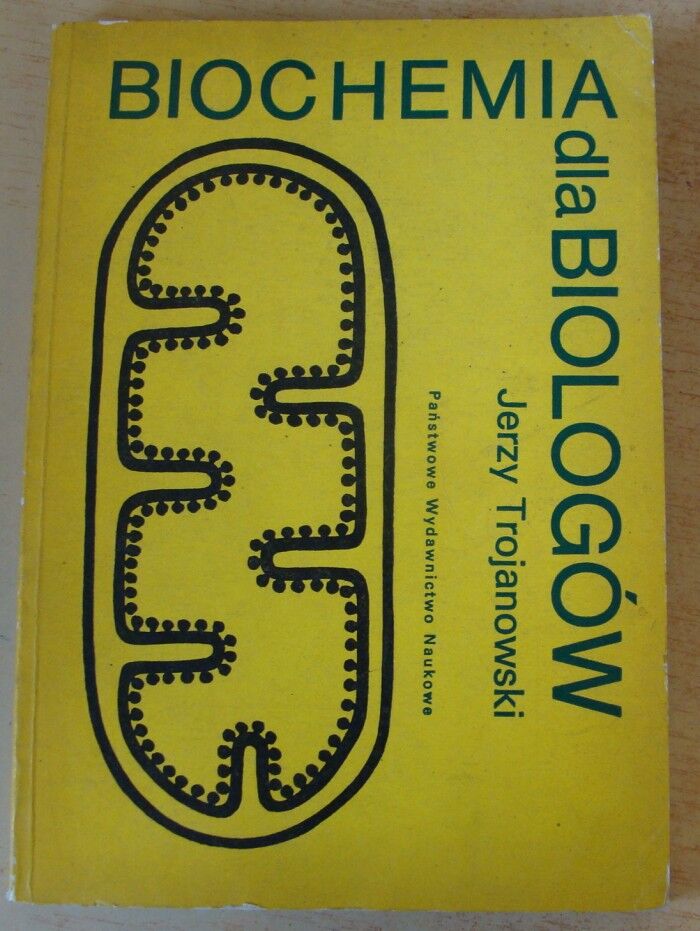 BIOCHEMIA
dla BIOLOGÓW
Jerzy Trojanowski
Państwowe Wydawnictwo Naukowe